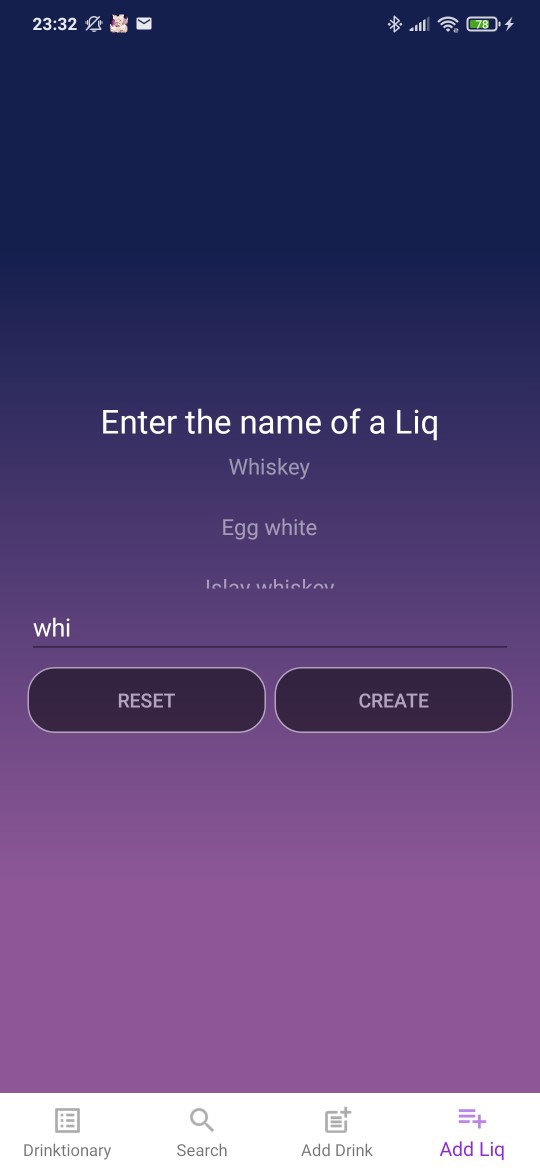 23:32
78
Enter the name of a Liq
Whiskey
Egg white
Islay whiskey
whi
RESET
CREATE
Drinktionary
Search
Add Drink
Add Liq